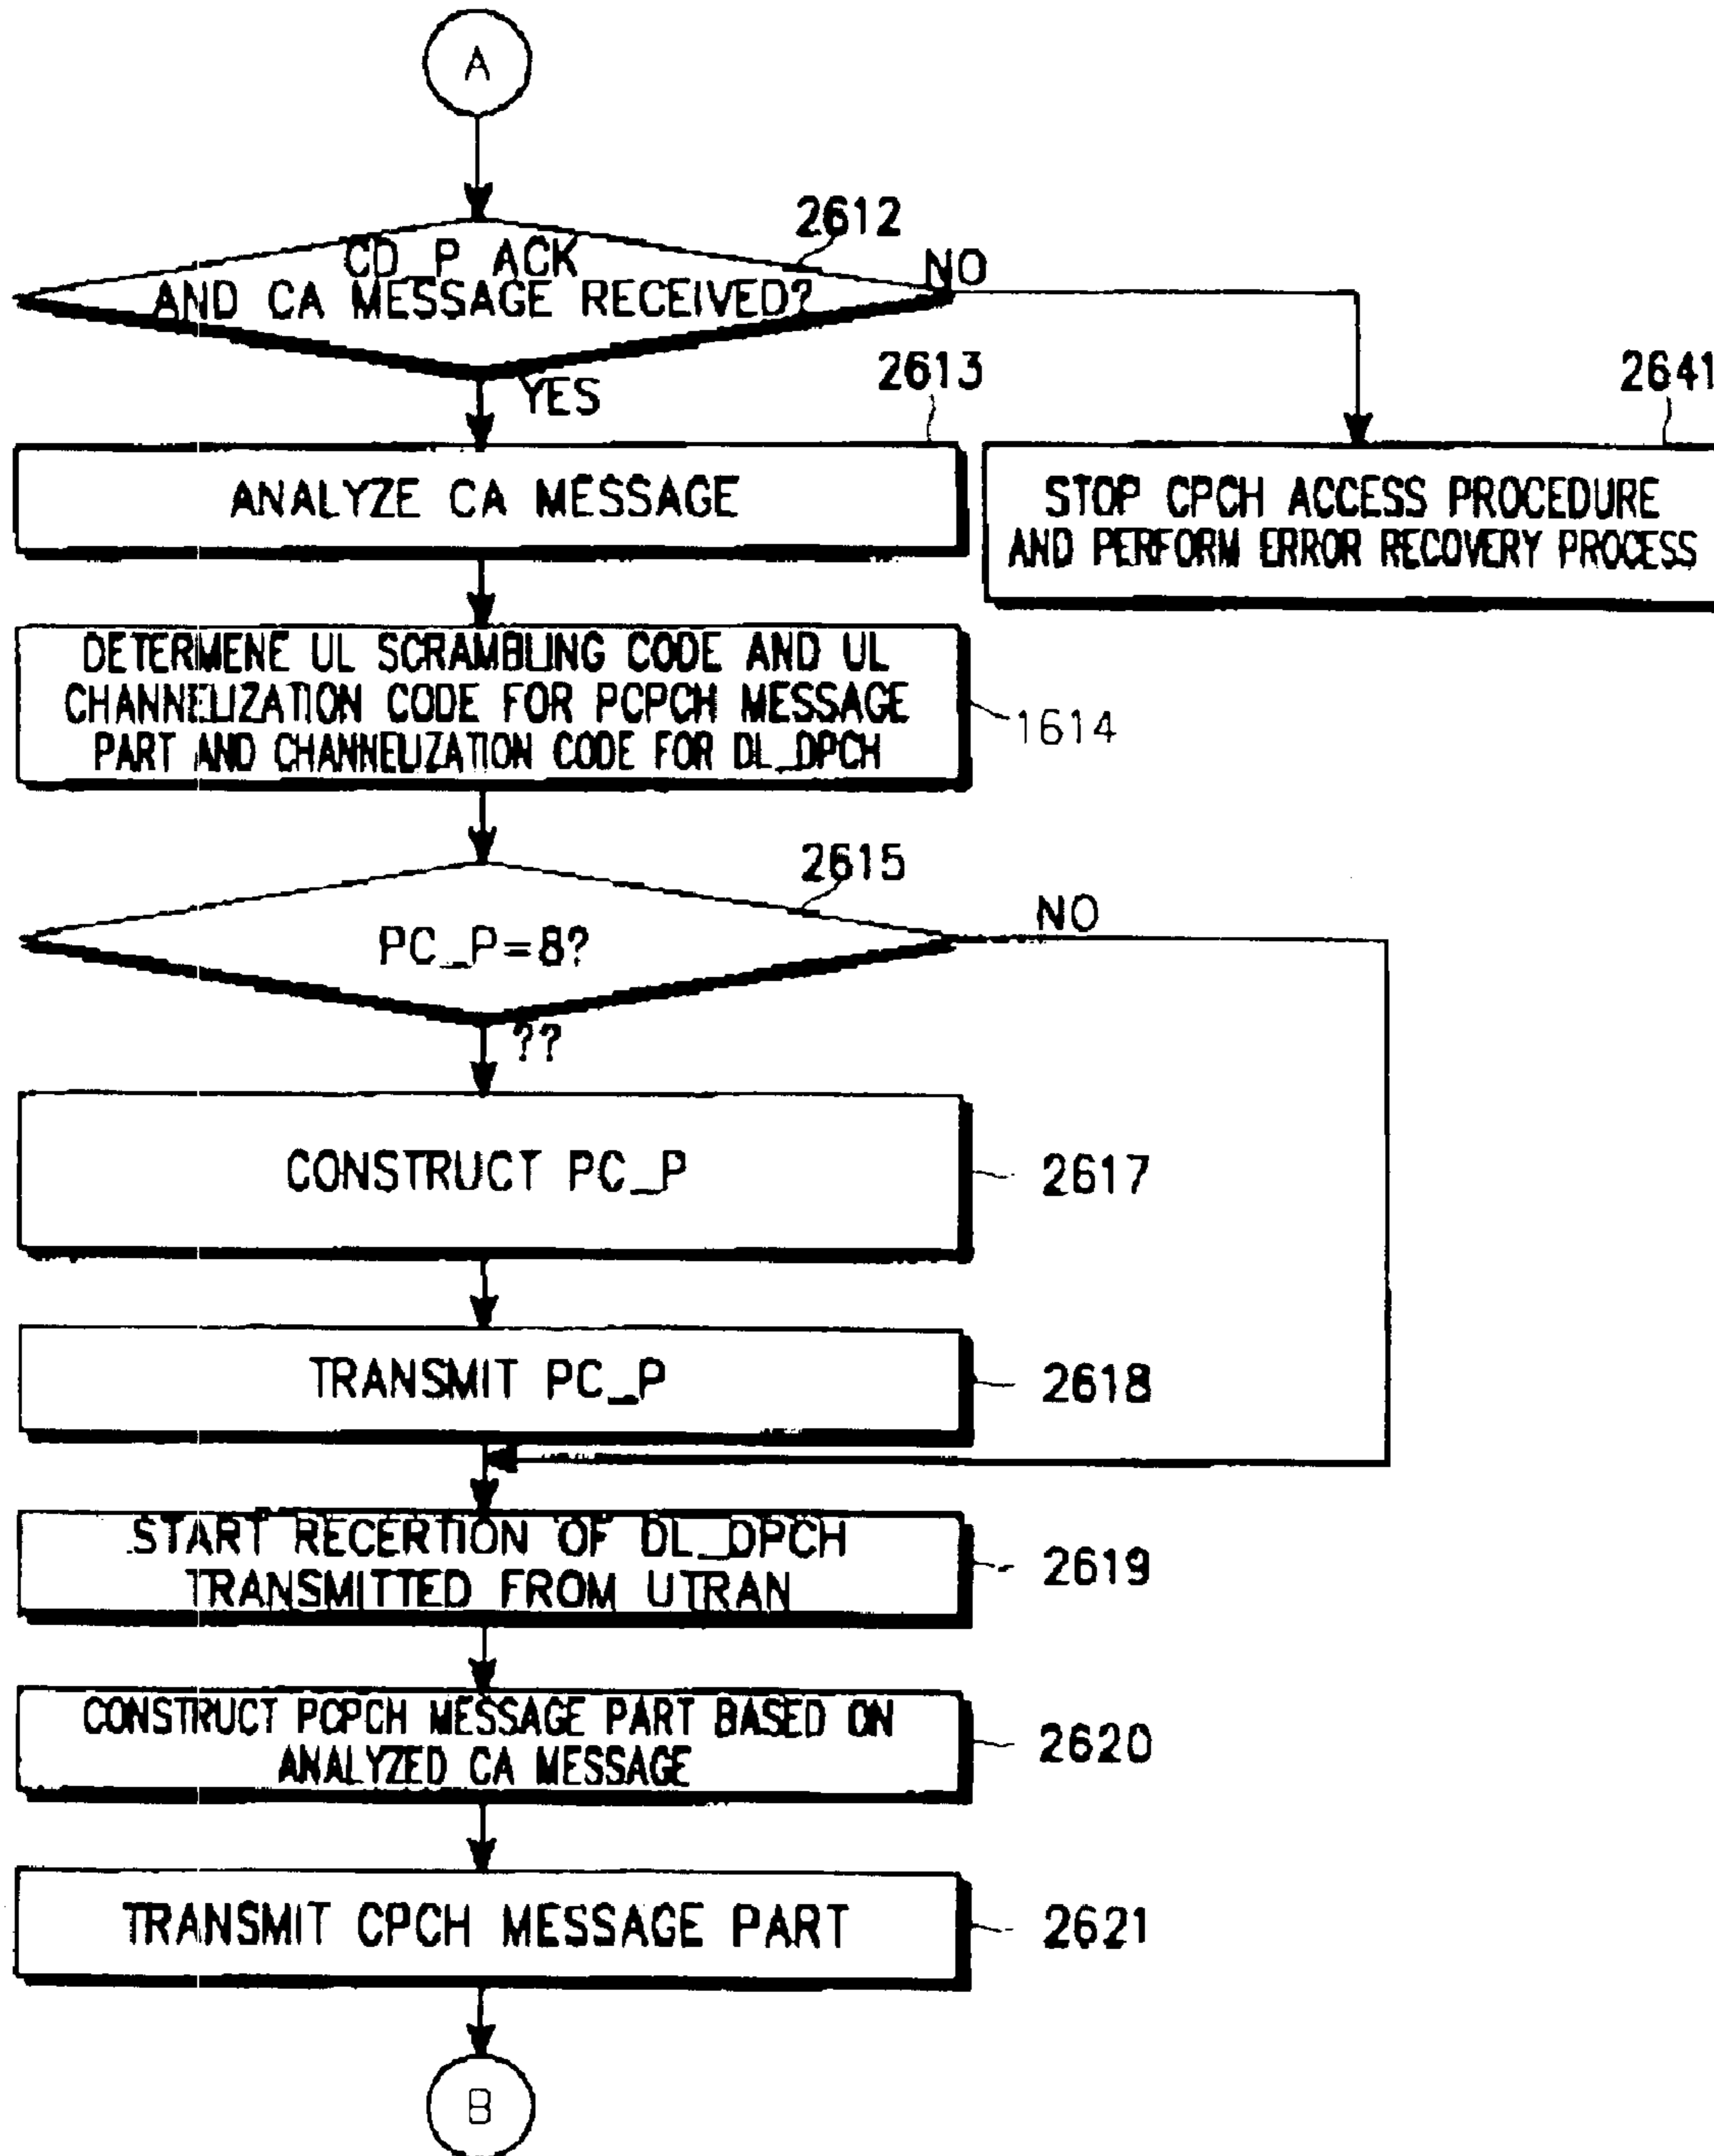 A
2612
CD_P_ACK
AND CA MESSAGE RECEIVED?
NO
YES
2613
2641
ANALYZE CA MESSAGE
STOP CPCH ACCESS PROCEDURE
AND PERFORM ERROR RECOVERY PROCESS
DETERMENE UL SCRAMBLING CODE AND UL
CHANNELIZATION CODE FOR PCPCH MESSAGE
PART AND CHANNELIZATION CODE FOR DL_DPCH
1614
2615
NO
PC_P=8?
??
CONSTRUCT PC_P
2617
TRANSMIT PC_P
2618
START RECERTION OF DL_DPCH
TRANSMITTED FROM UTRAN
2619
CONSTRUCT PCPCH MESSAGE PART BASED ON
ANALYZED CA MESSAGE
2620
TRANSMIT CPCH MESSAGE PART
2621
B